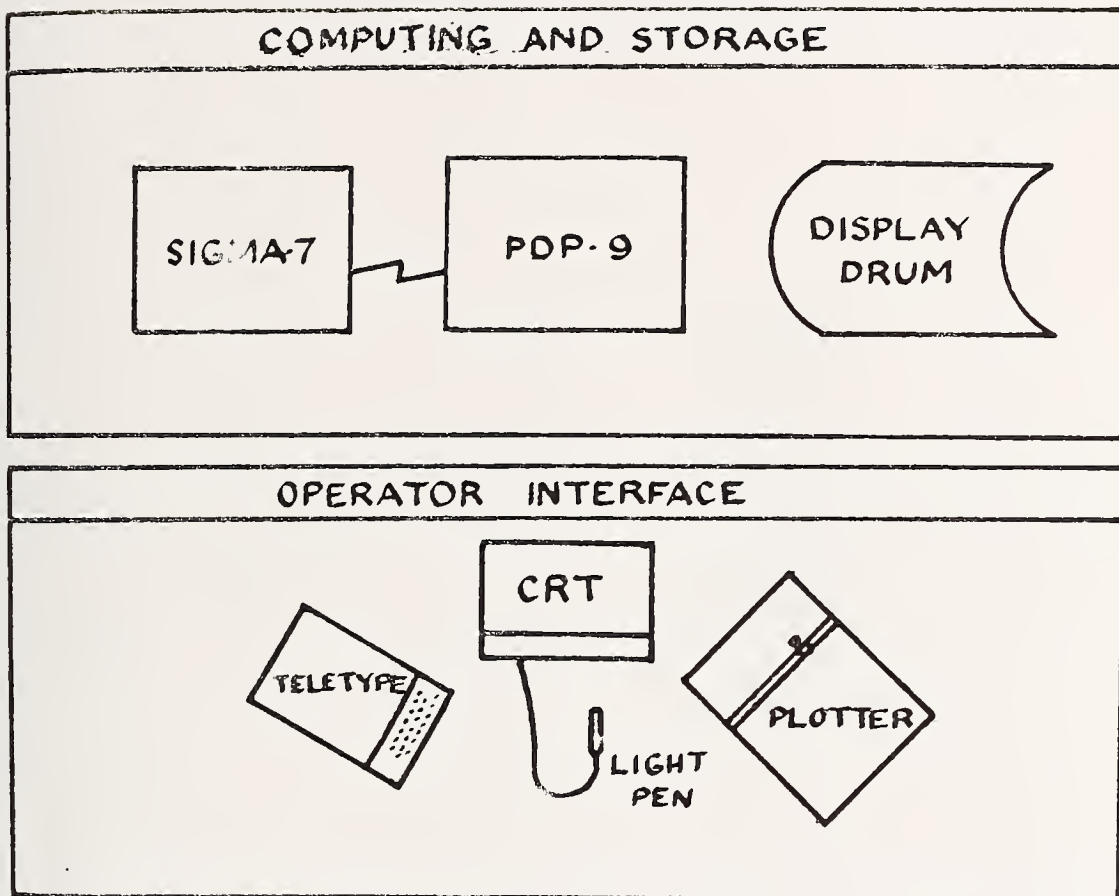 COMPUTING AND STORAGE
SIGMA-7
PDP-9
DISPLAY
DRUM
OPERATOR INTERFACE
CRT
TELETYPE
LIGHT
PEN
PLOTTER